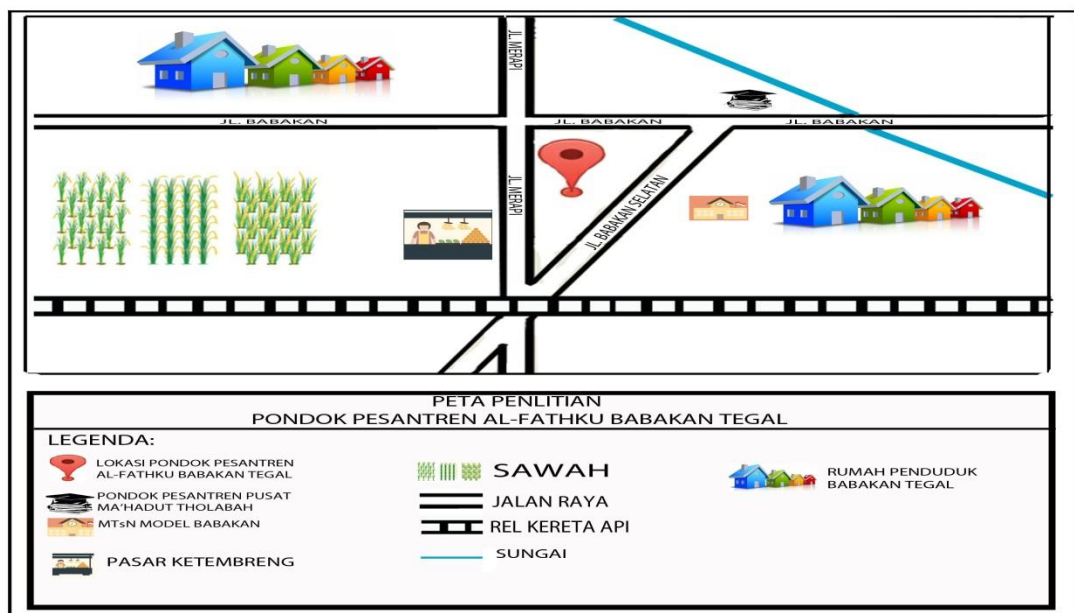 JL. MERAPI
JL. BABAKAN
JL. BABAKAN
JL. BABAKAN
JL. MERAPI
JL. BABAKAN SELATAN
PETA PENLITIAN
PONDOK PESANTREN AL-FATHKU BABAKAN TEGAL
LEGENDA:
LOKASI PONDOK PESANTREN
AL-FATHKU BABAKAN TEGAL
PONDOK PESANTREN PUSAT
MA'HADUT THOLABAH
MTsN MODEL BABAKAN
PASAR KETEMBRENG
SAWAH
JALAN RAYA
REL KERETA API
SUNGAI
RUMAH PENDUDUK
BABAKAN TEGAL